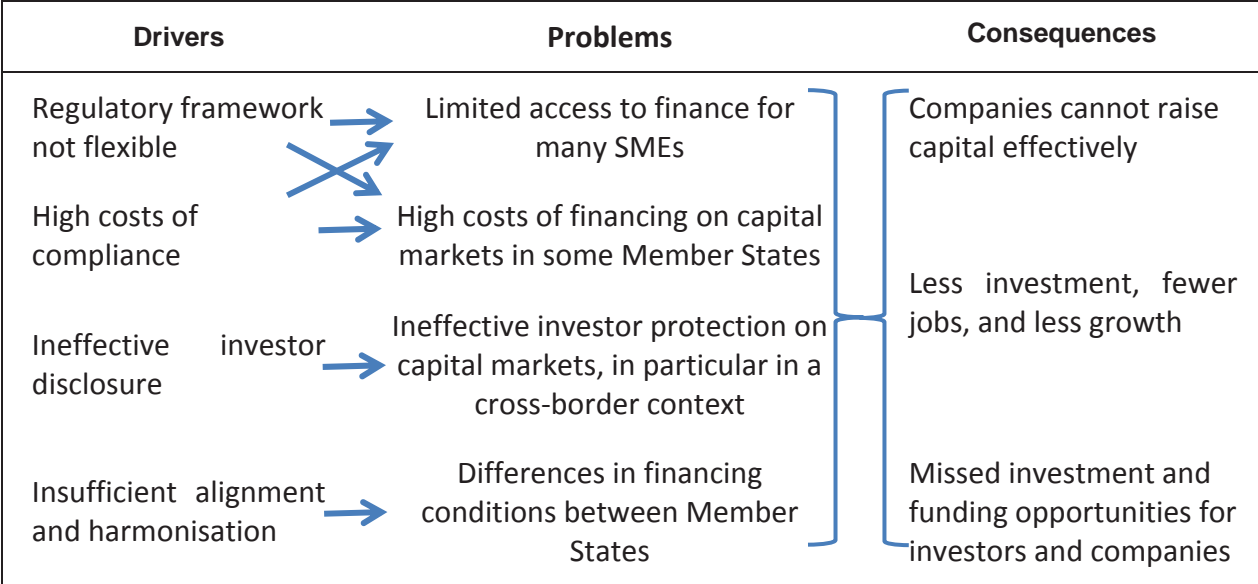 Drivers
Problems
Consequences
Regulatory framework
not flexible
Limited access to finance for
many SMEs
Companies cannot raise
capital effectively
High costs of
compliance
High costs of financing on capital
markets in some Member States
Less investment, fewer
jobs, and less growth
Ineffective investor
disclosure
Ineffective investor protection on
capital markets, in particular in a
cross-border context
Insufficient alignment
and harmonisation
Differences in financing
conditions between Member
States
Missed investment and
funding opportunities for
investors and companies